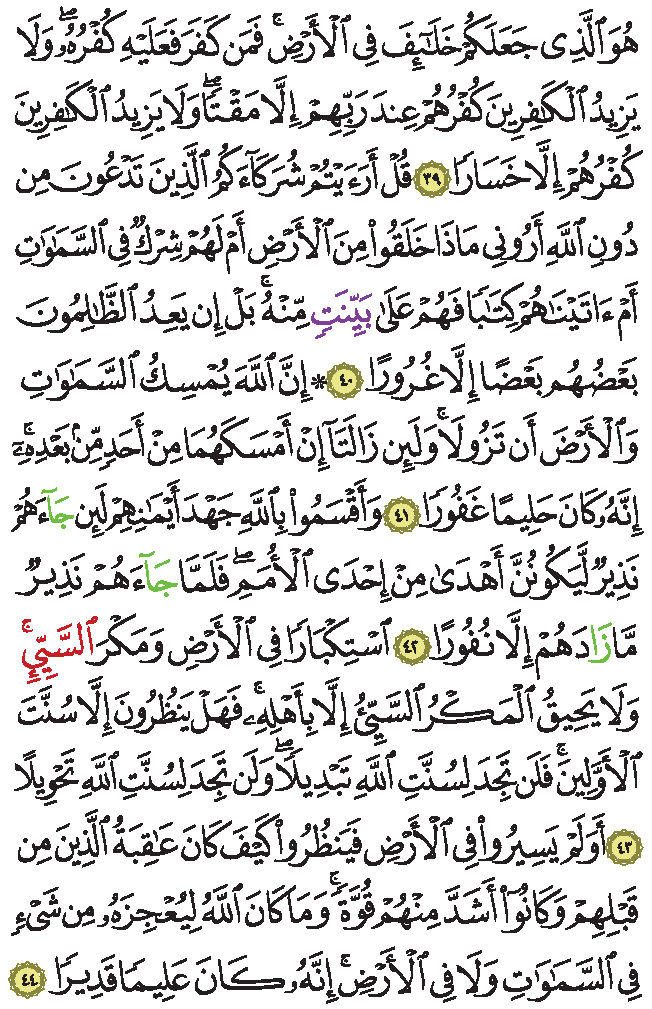 هُوَ ٱلَّذِى جَعَلَكُمْ خَلَـٰٓئِفَ فِى ٱلْأَرْضِ ۚ فَمَن كَفَرَ فَعَلَيْهِ كُفْرُهُۥ ۖ وَلَا
يَزِيدُ ٱلْكَـٰفِرِينَ كُفْرُهُمْ عِندَ رَبِّهِمْ إِلَّا مَقْتًا ۖ وَلَا يَزِيدُ ٱلْكَـٰفِرِينَ
كُفْرُهُمْ إِلَّا خَسَارًا ٣٩ قُلْ أَرَءَيْتُمْ شُرَكَآءَكُمُ ٱلَّذِينَ تَدْعُونَ مِن
دُونِ ٱللَّهِ أَرُونِى مَاذَا خَلَقُوا۟ مِنَ ٱلْأَرْضِ أَمْ لَهُمْ شِرْكٌ فِى ٱلسَّمَـٰوَٰتِ
أَمْ ءَاتَيْنَـٰهُمْ كِتَـٰبًا فَهُمْ عَلَىٰ بَيِّنَتٍ مِّنْهُ ۚ بَلْ إِن يَعِدُ ٱلظَّـٰلِمُونَ
بَعْضُهُم بَعْضًا إِلَّا غُرُورًا ٤٠ * إِنَّ ٱللَّهَ يُمْسِكُ ٱلسَّمَـٰوَٰتِ
وَٱلْأَرْضَ أَن تَزُولَا ۚ وَلَئِن زَالَتَآ إِنْ أَمْسَكَهُمَا مِنْ أَحَدٍ مِّنۢ بَعْدِهِۦٓ ۚ
إِنَّهُۥ كَانَ حَلِيمًا غَفُورًا ٤١ وَأَقْسَمُوا۟ بِٱللَّهِ جَهْدَ أَيْمَـٰنِهِمْ لَئِن جَآءَهُمْ
نَذِيرٌ لَّيَكُونُنَّ أَهْدَىٰ مِنْ إِحْدَى ٱلْأُمَمِ ۖ فَلَمَّا جَآءَهُمْ نَذِيرٌ
مَّا زَادَهُمْ إِلَّا نُفُورًا ٤٢ ٱسْتِكْبَارًا فِى ٱلْأَرْضِ وَمَكْرَ ٱلسَّيِّئِ ۚ
وَلَا يَحِيقُ ٱلْمَكْرُ ٱلسَّيِّئُ إِلَّا بِأَهْلِهِۦ ۚ فَهَلْ يَنظُرُونَ إِلَّا سُنَّتَ
ٱلْأَوَّلِينَ ۚ فَلَن تَجِدَ لِسُنَّتِ ٱللَّهِ تَبْدِيلًا ۖ وَلَن تَجِدَ لِسُنَّتِ ٱللَّهِ تَحْوِيلًا
٤٣ أَوَلَمْ يَسِيرُوا۟ فِى ٱلْأَرْضِ فَيَنظُرُوا۟ كَيْفَ كَانَ عَـٰقِبَةُ ٱلَّذِينَ مِن
قَبْلِهِمْ وَكَانُوٓا۟ أَشَدَّ مِنْهُمْ قُوَّةً ۚ وَمَا كَانَ ٱللَّهُ لِيُعْجِزَهُۥ مِن شَىْءٍ
فِى ٱلسَّمَـٰوَٰتِ وَلَا فِى ٱلْأَرْضِ ۚ إِنَّهُۥ كَانَ عَلِيمًا قَدِيرًا ٤٤